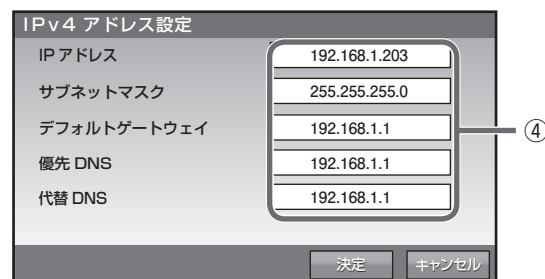 IPv4 アドレス設定
IP アドレス 192.168.1.203
サブネットマスク 255.255.255.0
デフォルトゲートウェイ 192.168.1.1
優先 DNS 192.168.1.1
代替 DNS 192.168.1.1
④
決定 キャンセル